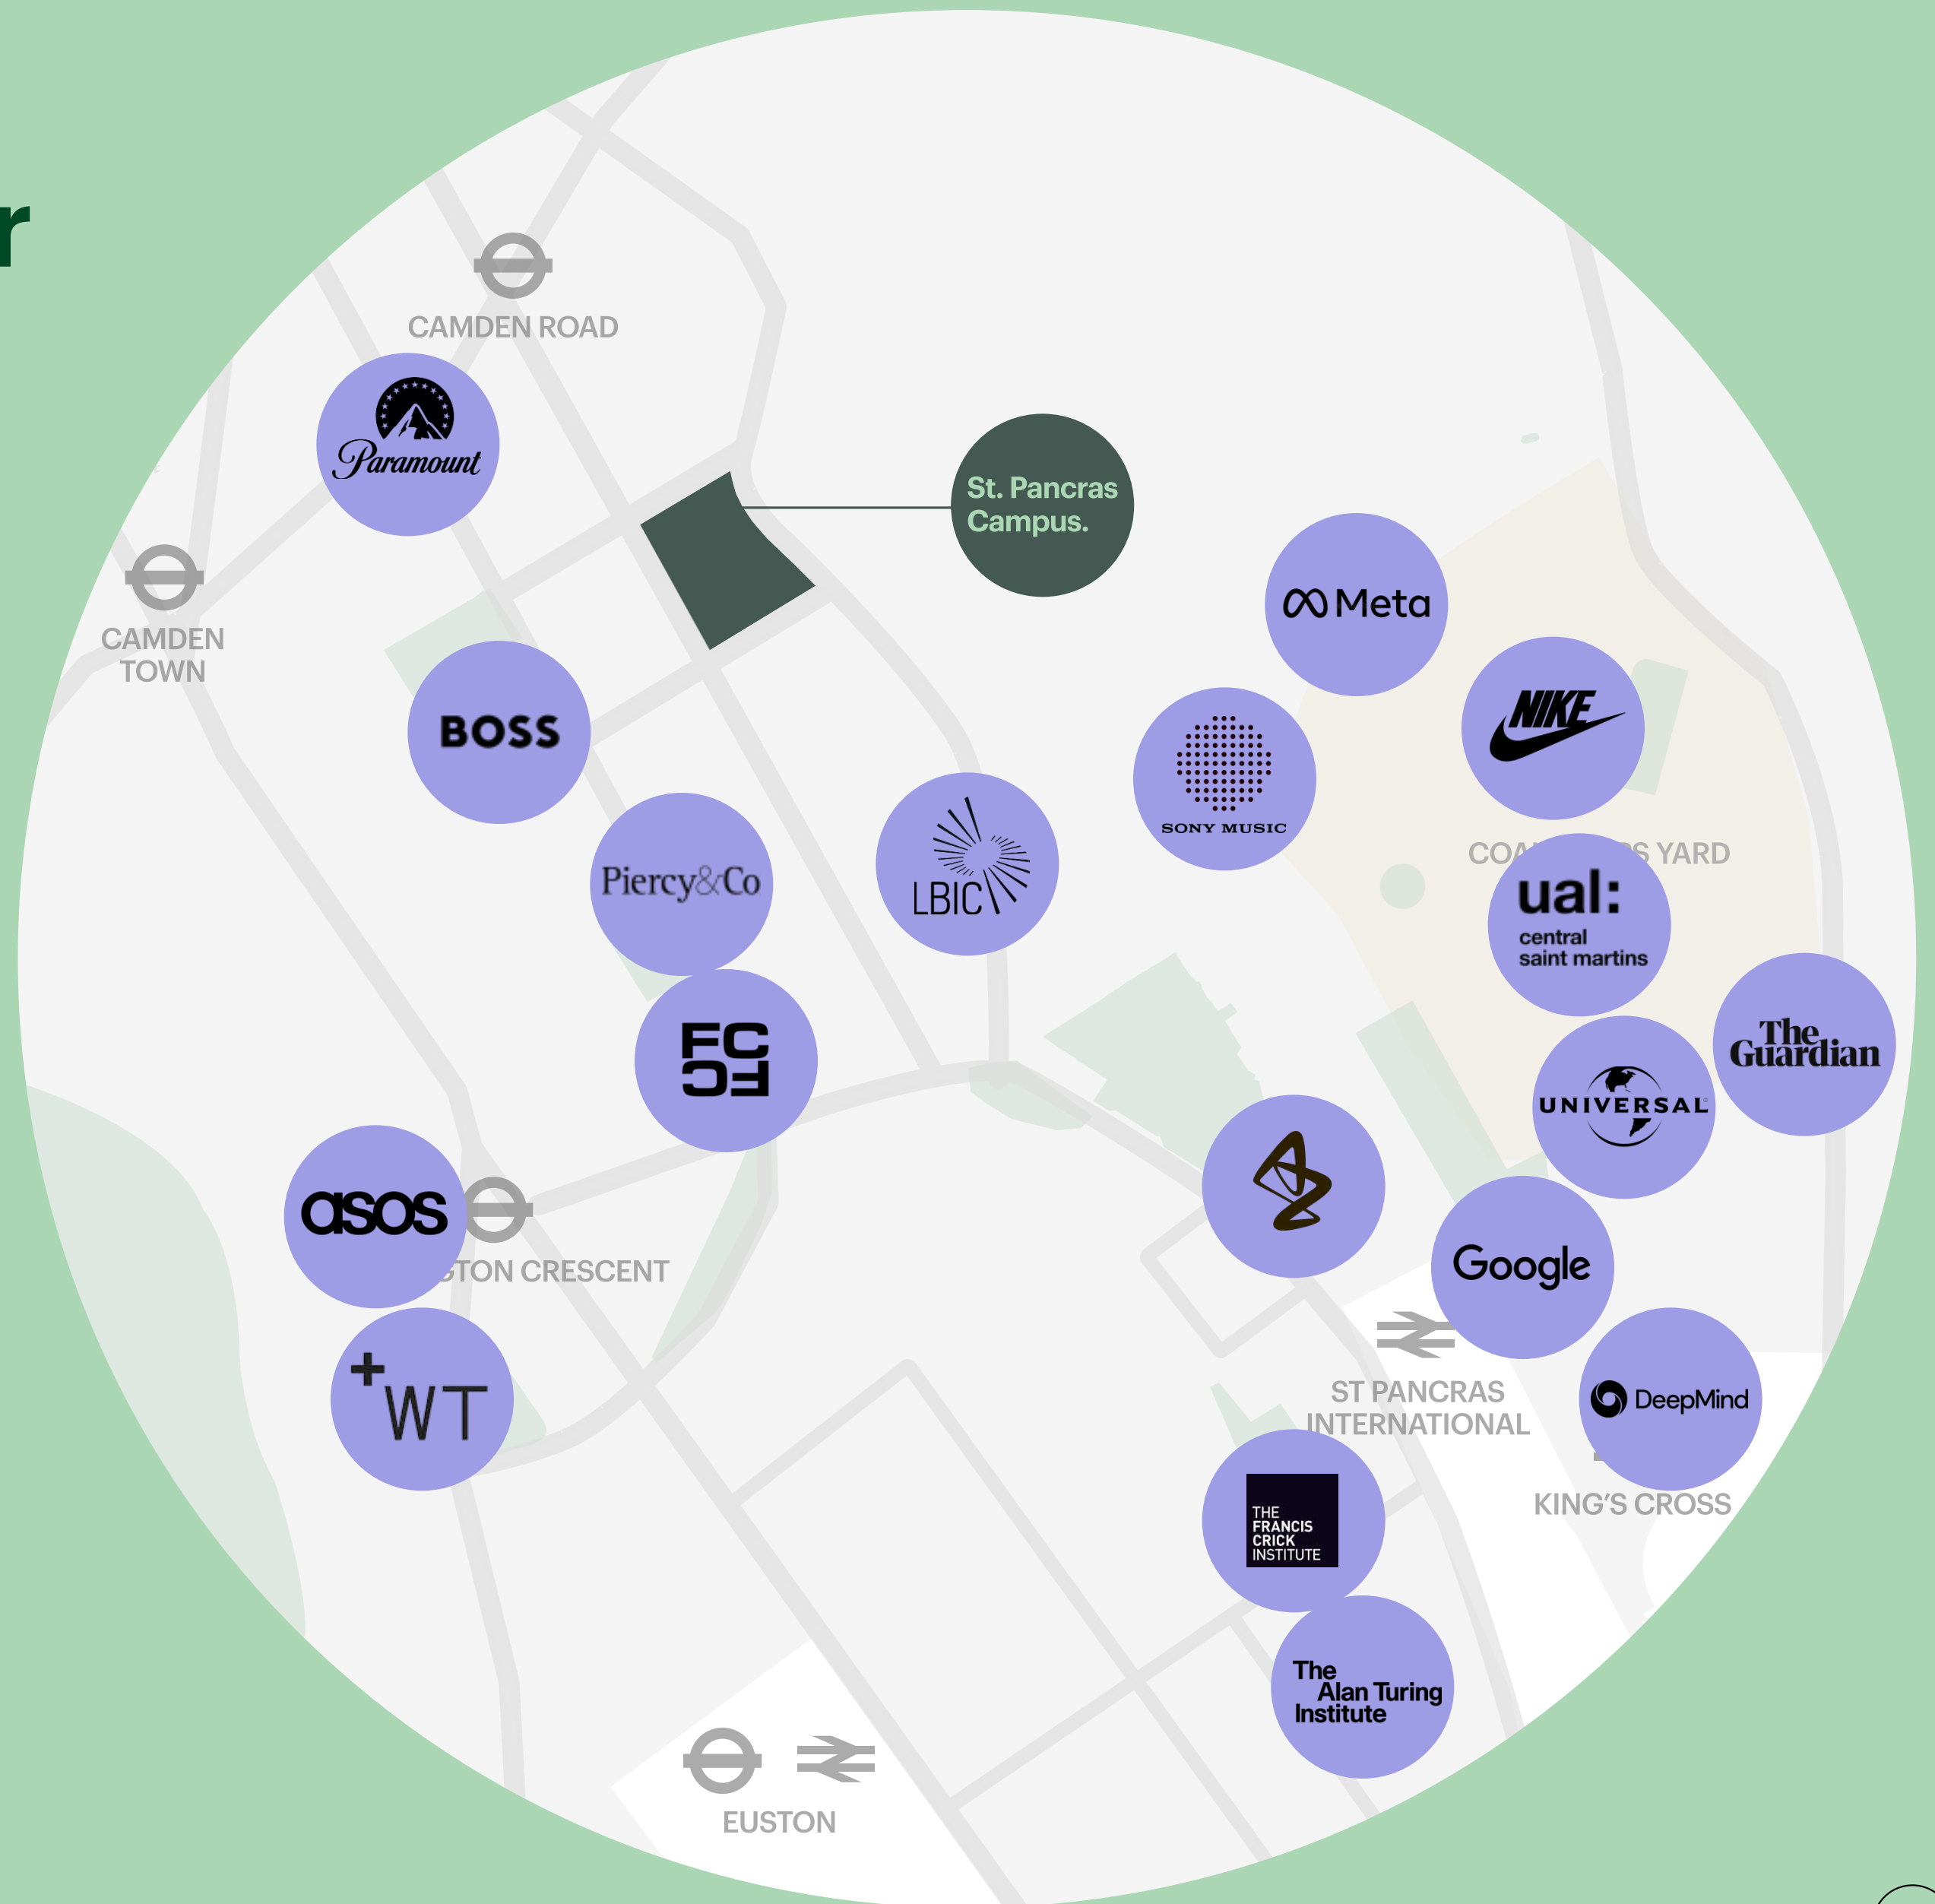 r
CAMDEN ROAD
Paramount
St. Pancras
Campus.
Meta
CAMDEN
TOWN
NIKE
BOSS
SONY MUSIC
YARD
Piercy&Co
LBIC
ual:
central
saint martins
The
Guardian
FC
FC
UNIVERSAL
asos
Google
CRESCENT
+
WT
ST PANCRAS
INTERNATIONAL
DeepMind
KING'S CROSS
THE
FRANCIS
CRICK
INSTITUTE
The
Alan Turing
Institute
EUSTON